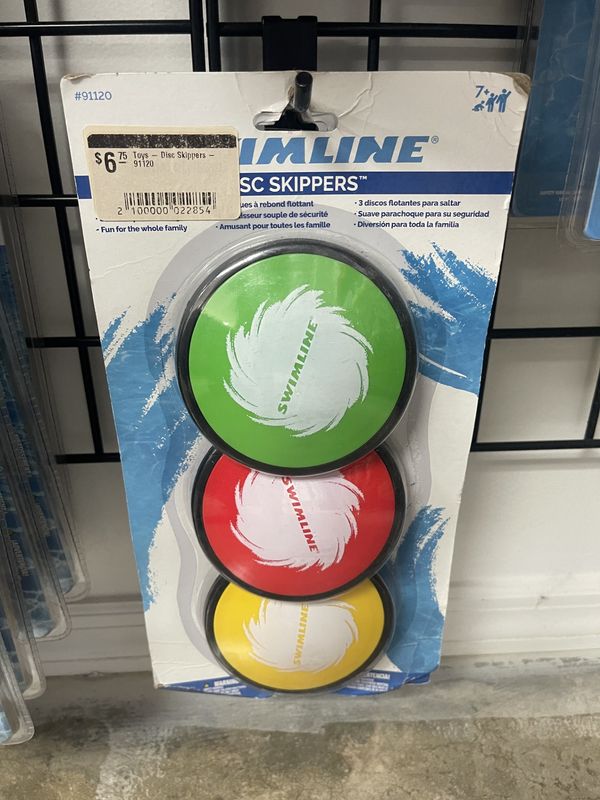 #91120
7+
$6.75 Toys - Disc Skippers -
91120
2 100000 022854
IMLINE®
SC SKIPPERS™
ues à rebond flottant
isseur souple de sécurité
Amusant pour toutes les famille
• 3 discos flotantes para saltar
• Suave parachoque para su seguridad
• Diversión para toda la familia
• Fun for the whole family
SWIMLINE
SWIMLINE
SWIMLINE